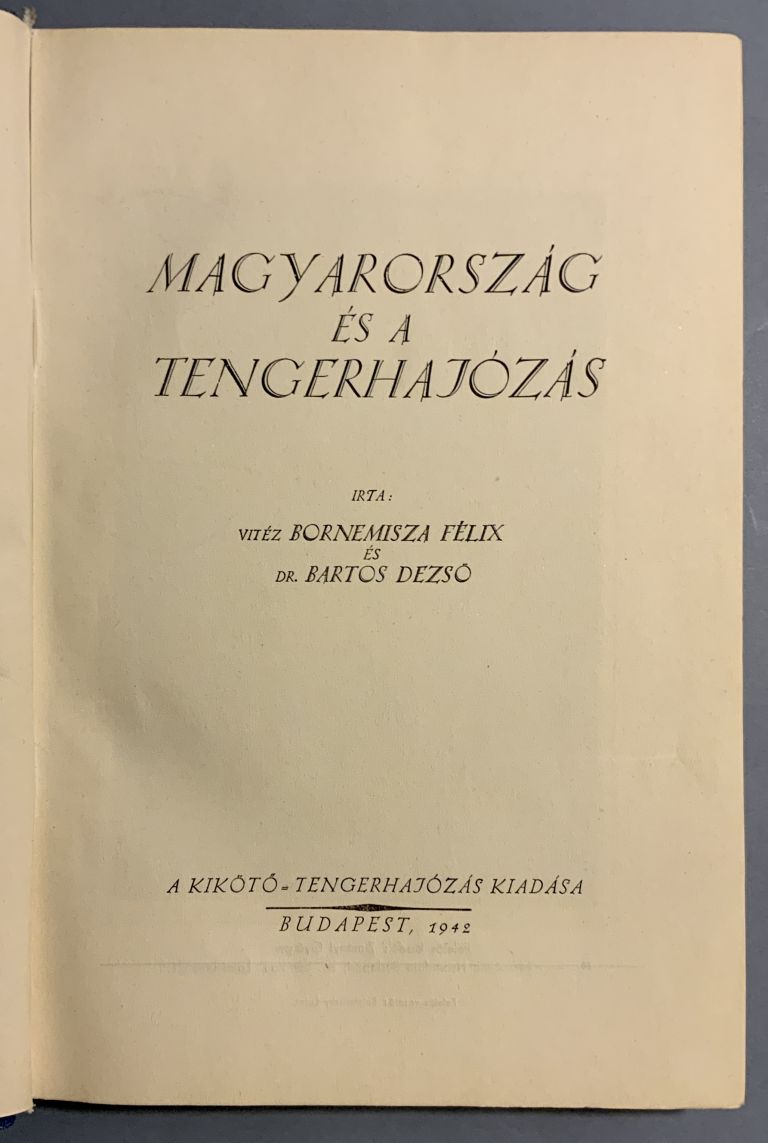 MAGYARORSZÁG
ÉS A
TENGERHAJÓZÁS
IRTA:
VITÉZ BORNEMISZA FÉLIX
ÉS
DR. BARTOS DEZSŐ
A KIKÖTŐ=TENGERHAJÓZÁS KIADÁSA
BUDAPEST, 1942